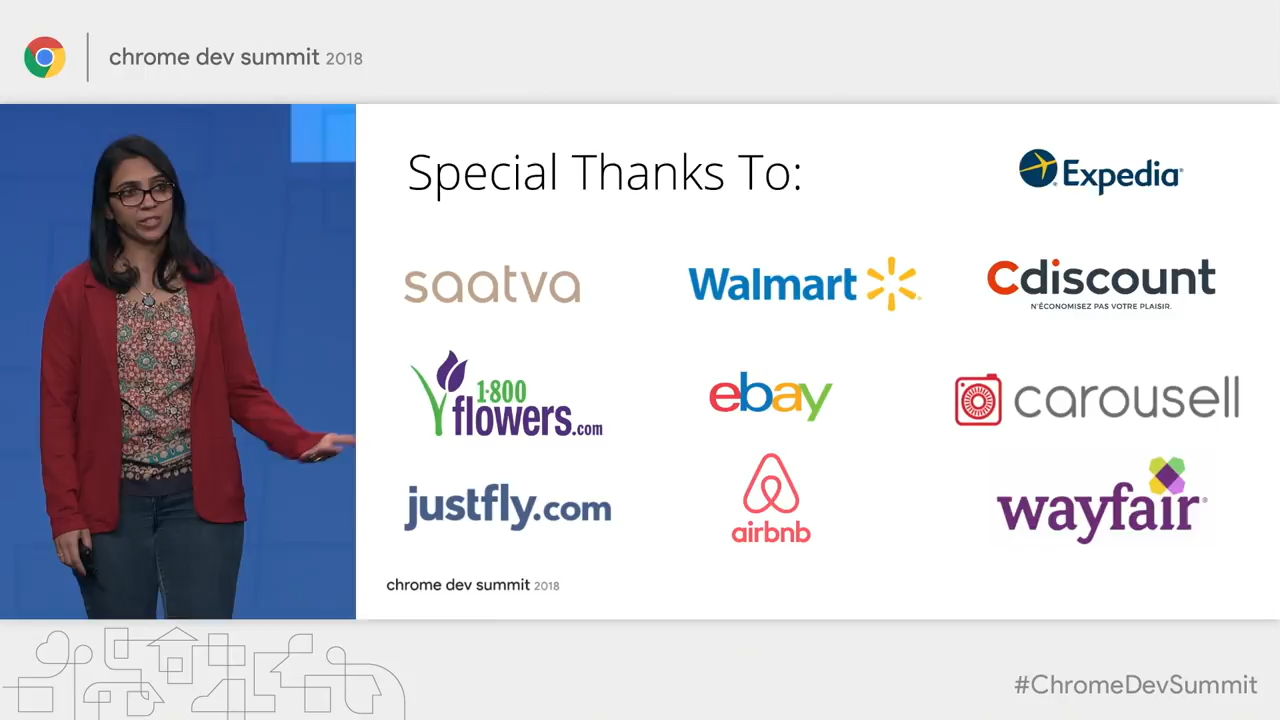 chrome dev summit 2018
Special Thanks To:
Expedia
saatva
Walmart
Cdiscount
N'ÉCONOMISEZ PAS VOTRE PLAISIR.
1·800
flowers.com
ebay
carousell
justfly.com
airbnb
wayfair
chrome dev summit 2018
#ChromeDevSummit